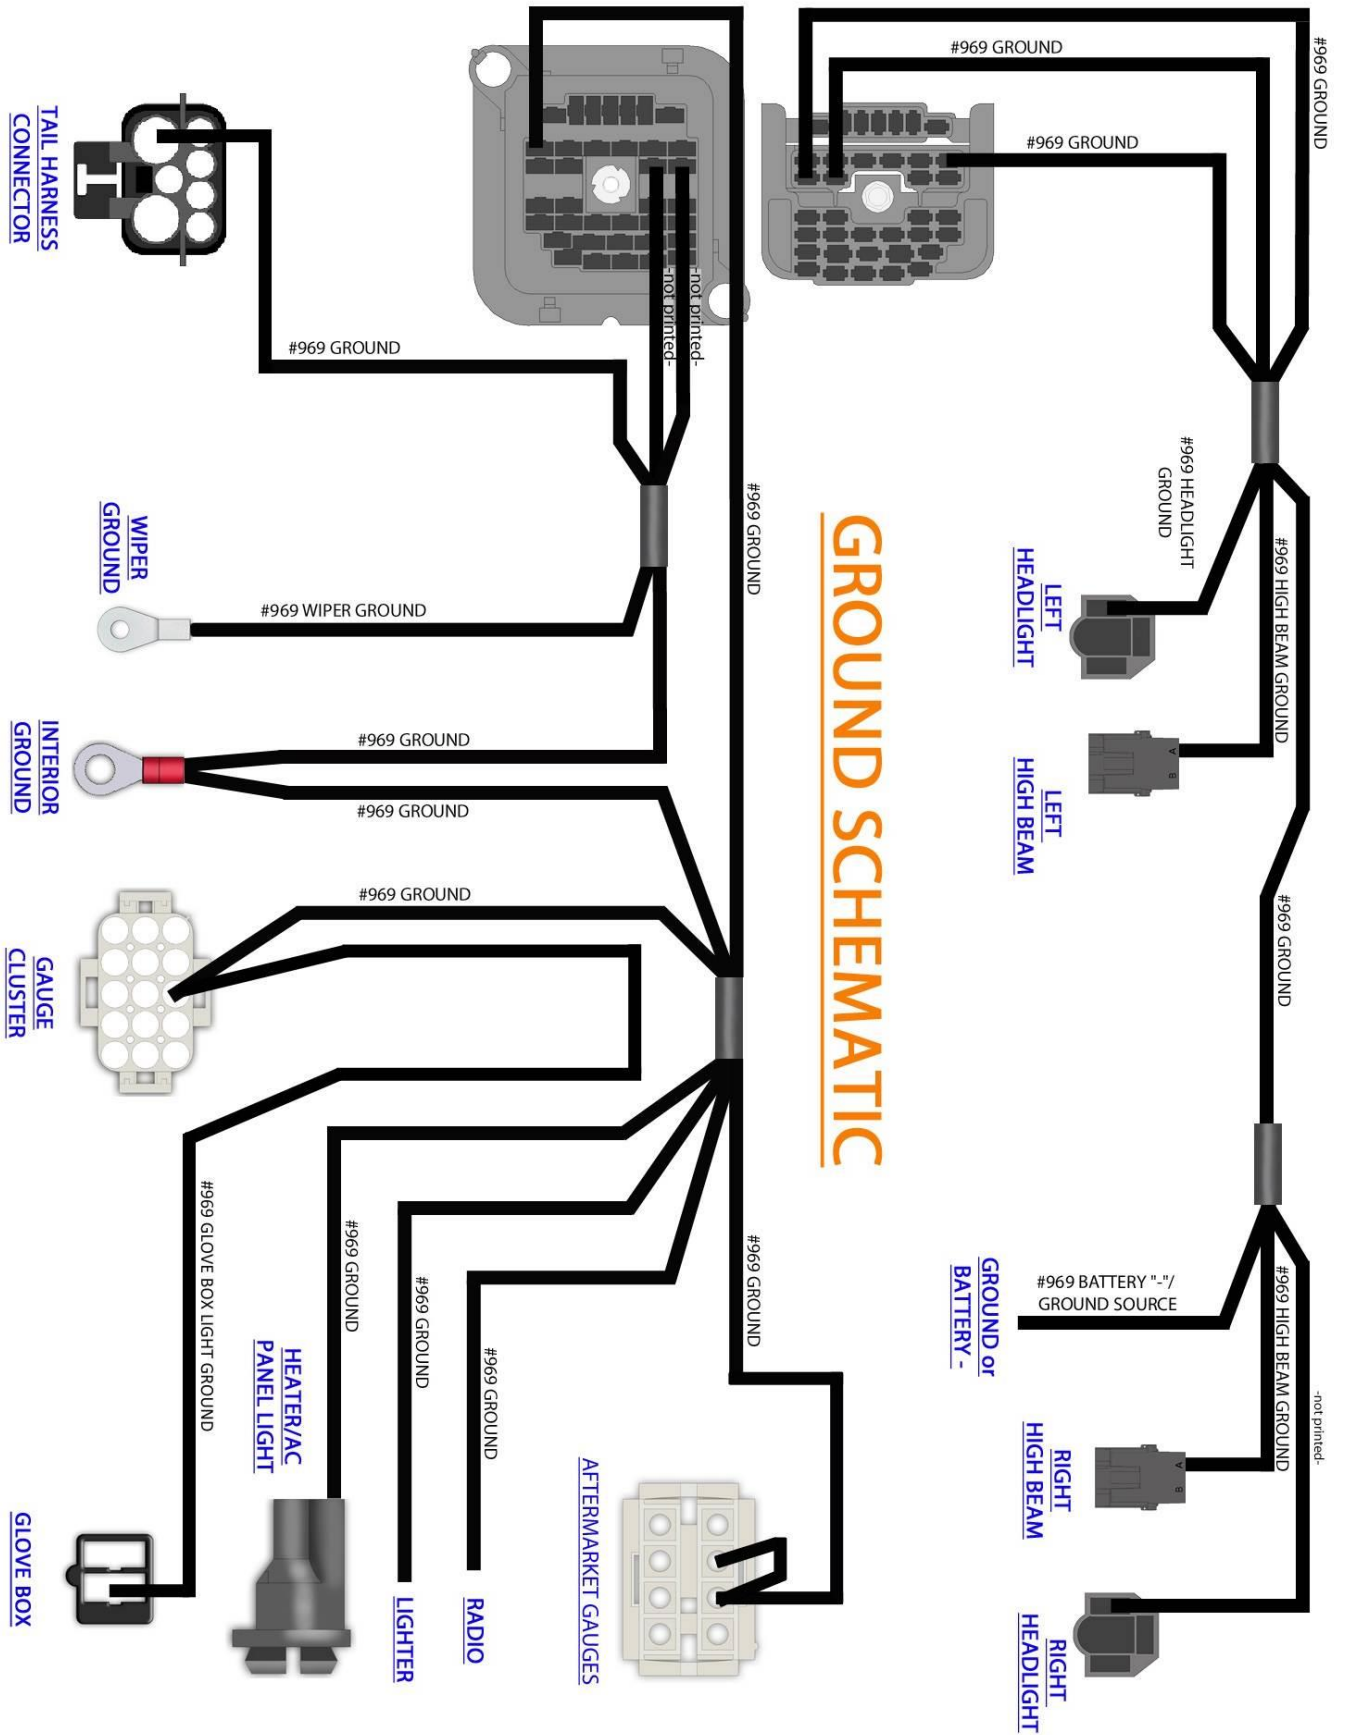 GROUND SCHEMATIC
#969 GROUND
#969 GROUND
#969 GROUND
#969 HEADLIGHT
GROUND
LEFT
HEADLIGHT
#969 HIGH BEAM GROUND
LEFT
HIGH BEAM
#969 GROUND
GROUND or
BATTERY -
#969 BATTERY "-"/
GROUND SOURCE
#969 HIGH BEAM GROUND
-not printed-
RIGHT
HIGH BEAM
RIGHT
HEADLIGHT
A
B
A
B
-not printed-
-not printed-
TAIL HARNESS
CONNECTOR
#969 GROUND
#969 GROUND
WIPER
GROUND
#969 WIPER GROUND
INTERIOR
GROUND
#969 GROUND
#969 GROUND
GAUGE
CLUSTER
#969 GROUND
#969 GLOVE BOX LIGHT GROUND
GLOVE BOX
#969 GROUND
HEATER/AC
PANEL LIGHT
#969 GROUND
LIGHTER
#969 GROUND
RADIO
#969 GROUND
AFTERMARKET GAUGES